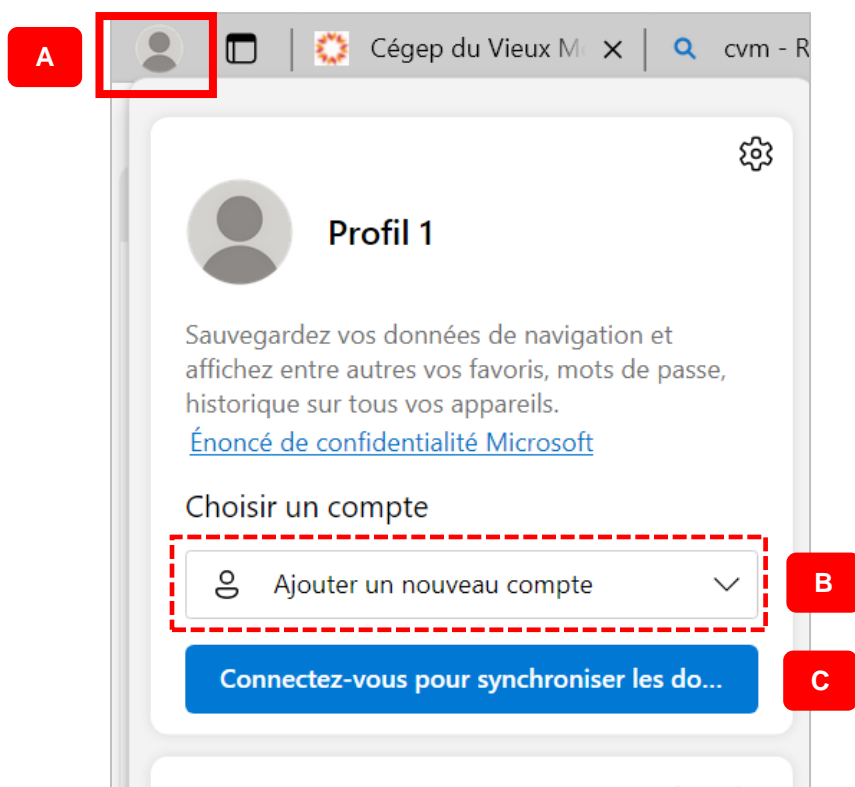 A
Cégep du Vieux M
cvm - R
Profil 1
Sauvegardez vos données de navigation et
affichez entre autres vos favoris, mots de passe,
historique sur tous vos appareils.
Énoncé de confidentialité Microsoft
Choisir un compte
Ajouter un nouveau compte
B
Connectez-vous pour synchroniser les do...
C